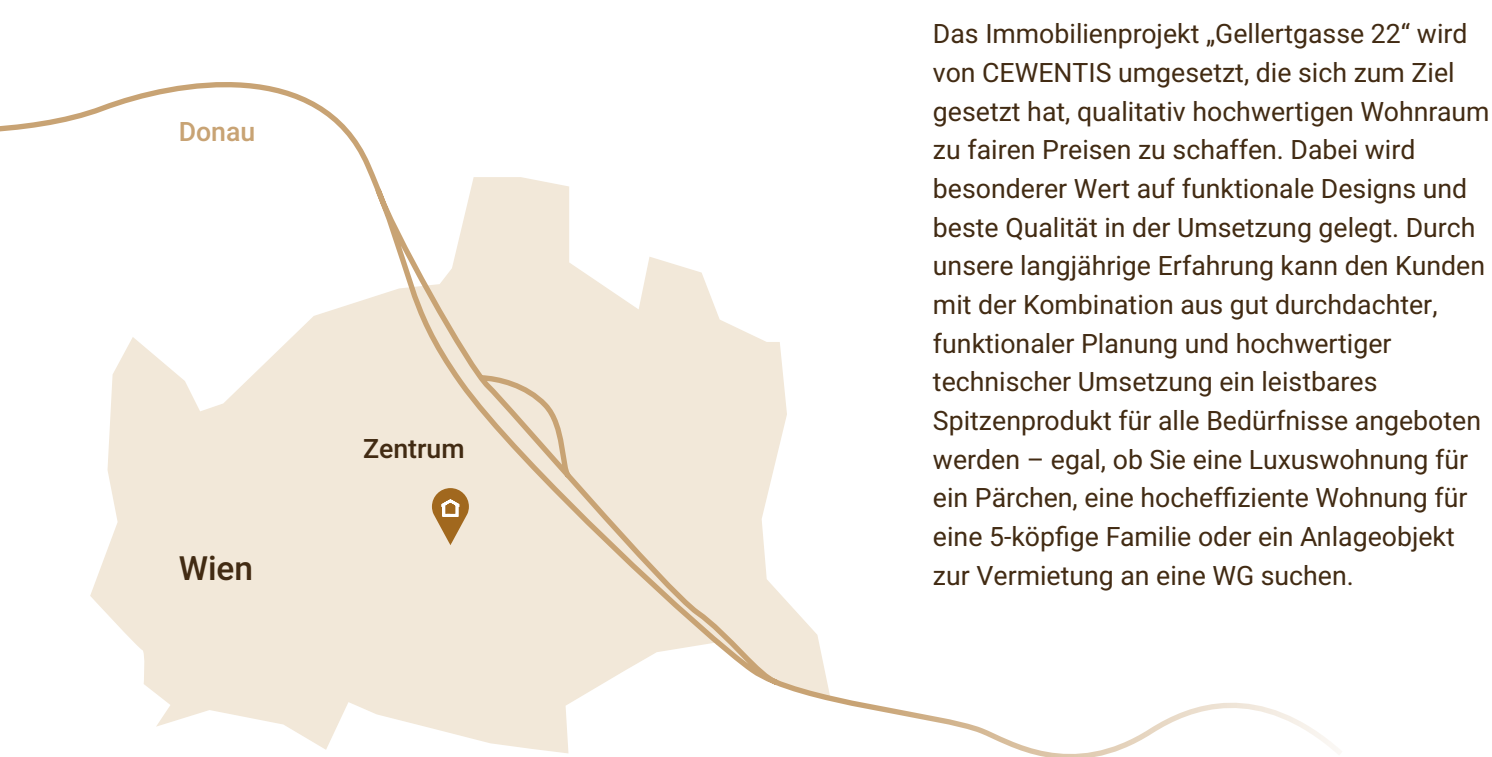 Donau
Zentrum
Wien
Das Immobilienprojekt „Gellertgasse 22“ wird
von CEWENTIS umgesetzt, die sich zum Ziel
gesetzt hat, qualitativ hochwertigen Wohnraum
zu fairen Preisen zu schaffen. Dabei wird
besonderer Wert auf funktionale Designs und
beste Qualität in der Umsetzung gelegt. Durch
unsere langjährige Erfahrung kann den Kunden
mit der Kombination aus gut durchdachter,
funktionaler Planung und hochwertiger
technischer Umsetzung ein leistbares
Spitzenprodukt für alle Bedürfnisse angeboten
werden – egal, ob Sie eine Luxuswohnung für
ein Pärchen, eine hocheffiziente Wohnung für
eine 5-köpfige Familie oder ein Anlageobjekt
zur Vermietung an eine WG suchen.